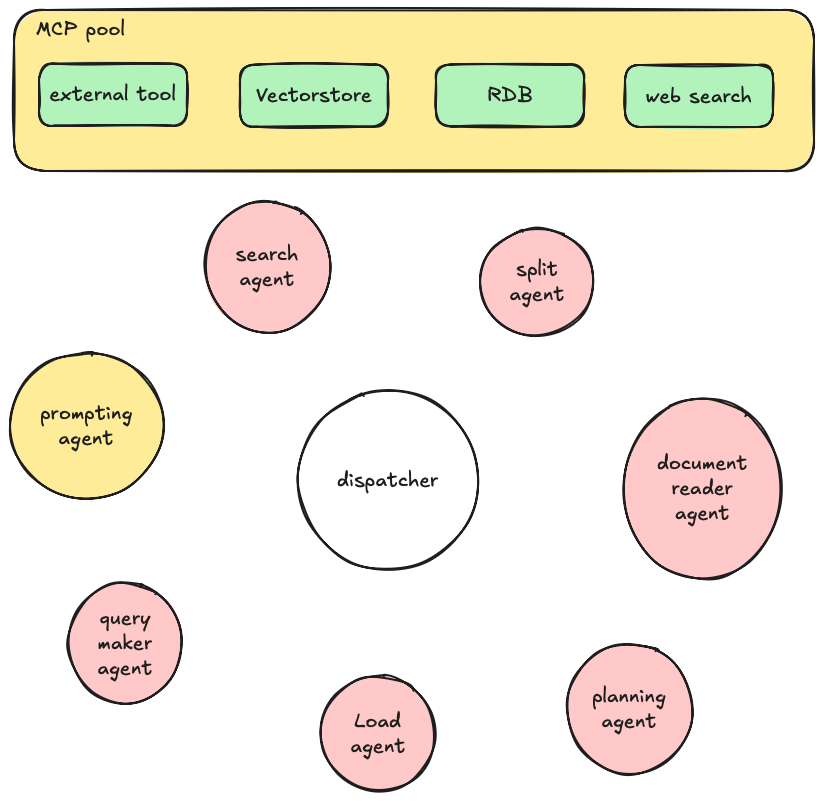 MCP pool
external tool
Vectorstore
RDB
web search
search
agent
split
agent
prompting
agent
dispatcher
document
reader
agent
query
maker
agent
Load
agent
planning
agent